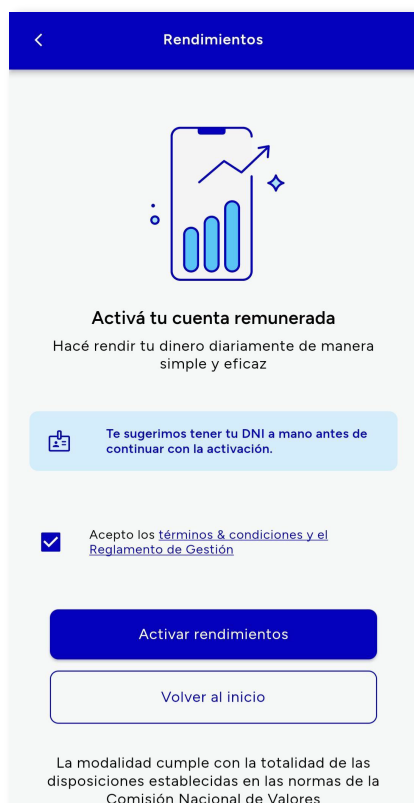 Rendimientos
Activá tu cuenta remunerada
Hacé rendir tu dinero diariamente de manera
simple y eficaz
Te sugerimos tener tu DNI a mano antes de
continuar con la activación.
Acepto los términos & condiciones y el
Reglamento de Gestión
Activar rendimientos
Volver al inicio
La modalidad cumple con la totalidad de las
disposiciones establecidas en las normas de la
Comisión Nacional de Valores